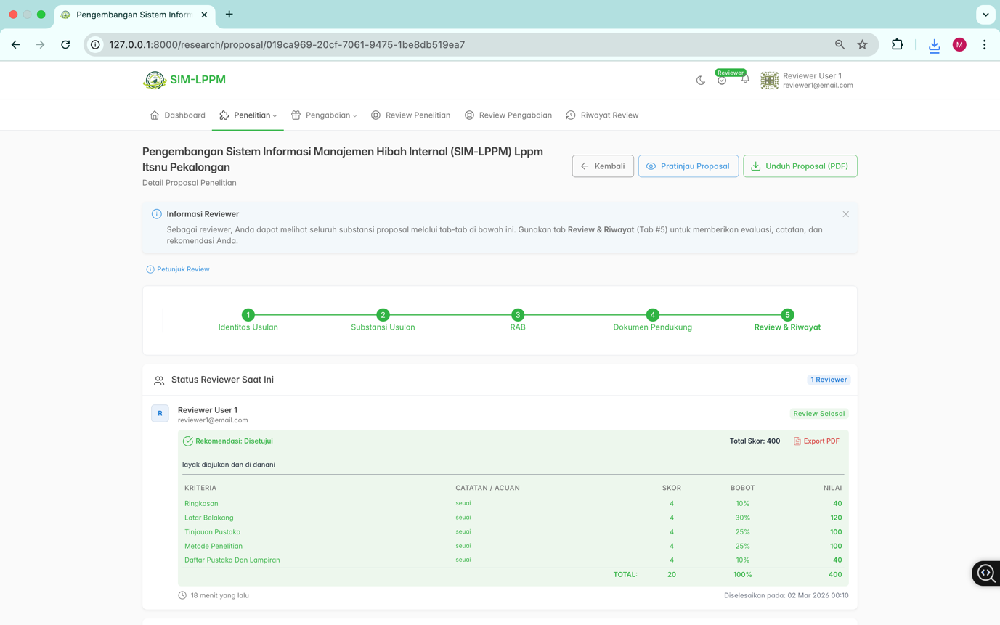 Pengembangan Sistem Inform
127.0.0.1:8000/research/proposal/019ca969-20cf-7061-9475-1be8db519ea7
M
SIM-LPPM
Reviewer
Reviewer User 1
reviewer1@email.com
Dashboard
Penelitian
Pengabdian
Review Penelitian
Review Pengabdian
Riwayat Review
Pengembangan Sistem Informasi Manajemen Hibah Internal (SIM-LPPM) Lppm
Itsnu Pekalongan
Detail Proposal Penelitian
Kembali
Pratinjau Proposal
Unduh Proposal (PDF)
Informasi Reviewer
Sebagai reviewer, Anda dapat melihat seluruh substansi proposal melalui tab-tab di bawah ini. Gunakan tab Review & Riwayat (Tab #5) untuk memberikan evaluasi, catatan, dan
rekomendasi Anda.
Petunjuk Review
1 2 3 4 5
Identitas Usulan Substansi Usulan RAB Dokumen Pendukung Review & Riwayat
Status Reviewer Saat Ini
1 Reviewer
R
Reviewer User 1
reviewer1@email.com
Review Selesai
Rekomendasi: Disetujui
Total Skor: 400
Export PDF
layak diajukan dan di danani
KRITERIA CATATAN / ACUAN SKOR BOBOT NILAI
Ringkasan seuai 4 10% 40
Latar Belakang seuai 4 30% 120
Tinjauan Pustaka seuai 4 25% 100
Metode Penelitian seuai 4 25% 100
Daftar Pustaka Dan Lampiran seuai 4 10% 40
TOTAL: 20 100% 400
18 menit yang lalu
Diselesaikan pada: 02 Mar 2026 00:10